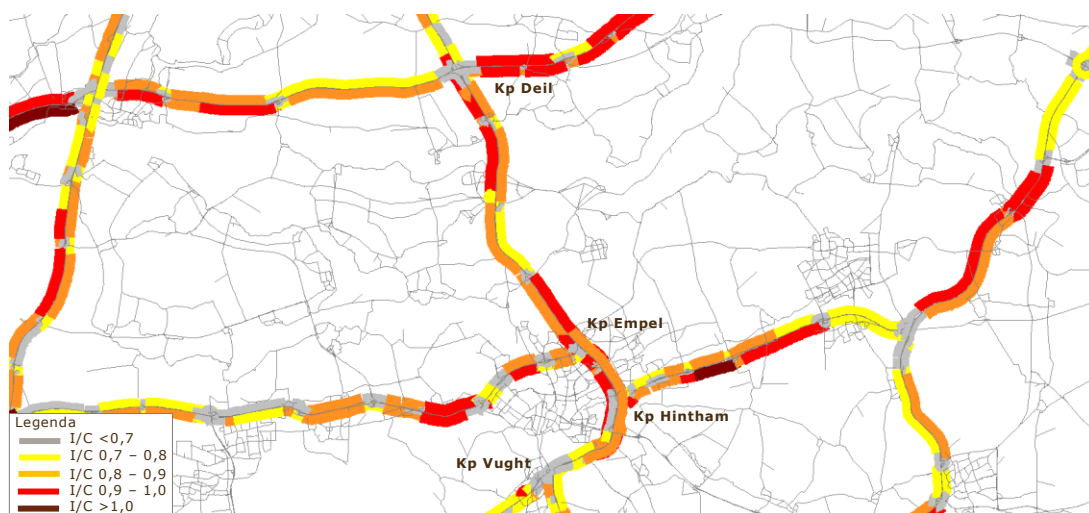 Kp Deil
Kp Empel
Kp Hintham
Kp Vught
Legenda
I/C <0,7
I/C 0,7 – 0,8
I/C 0,8 – 0,9
I/C 0,9 – 1,0
I/C >1,0